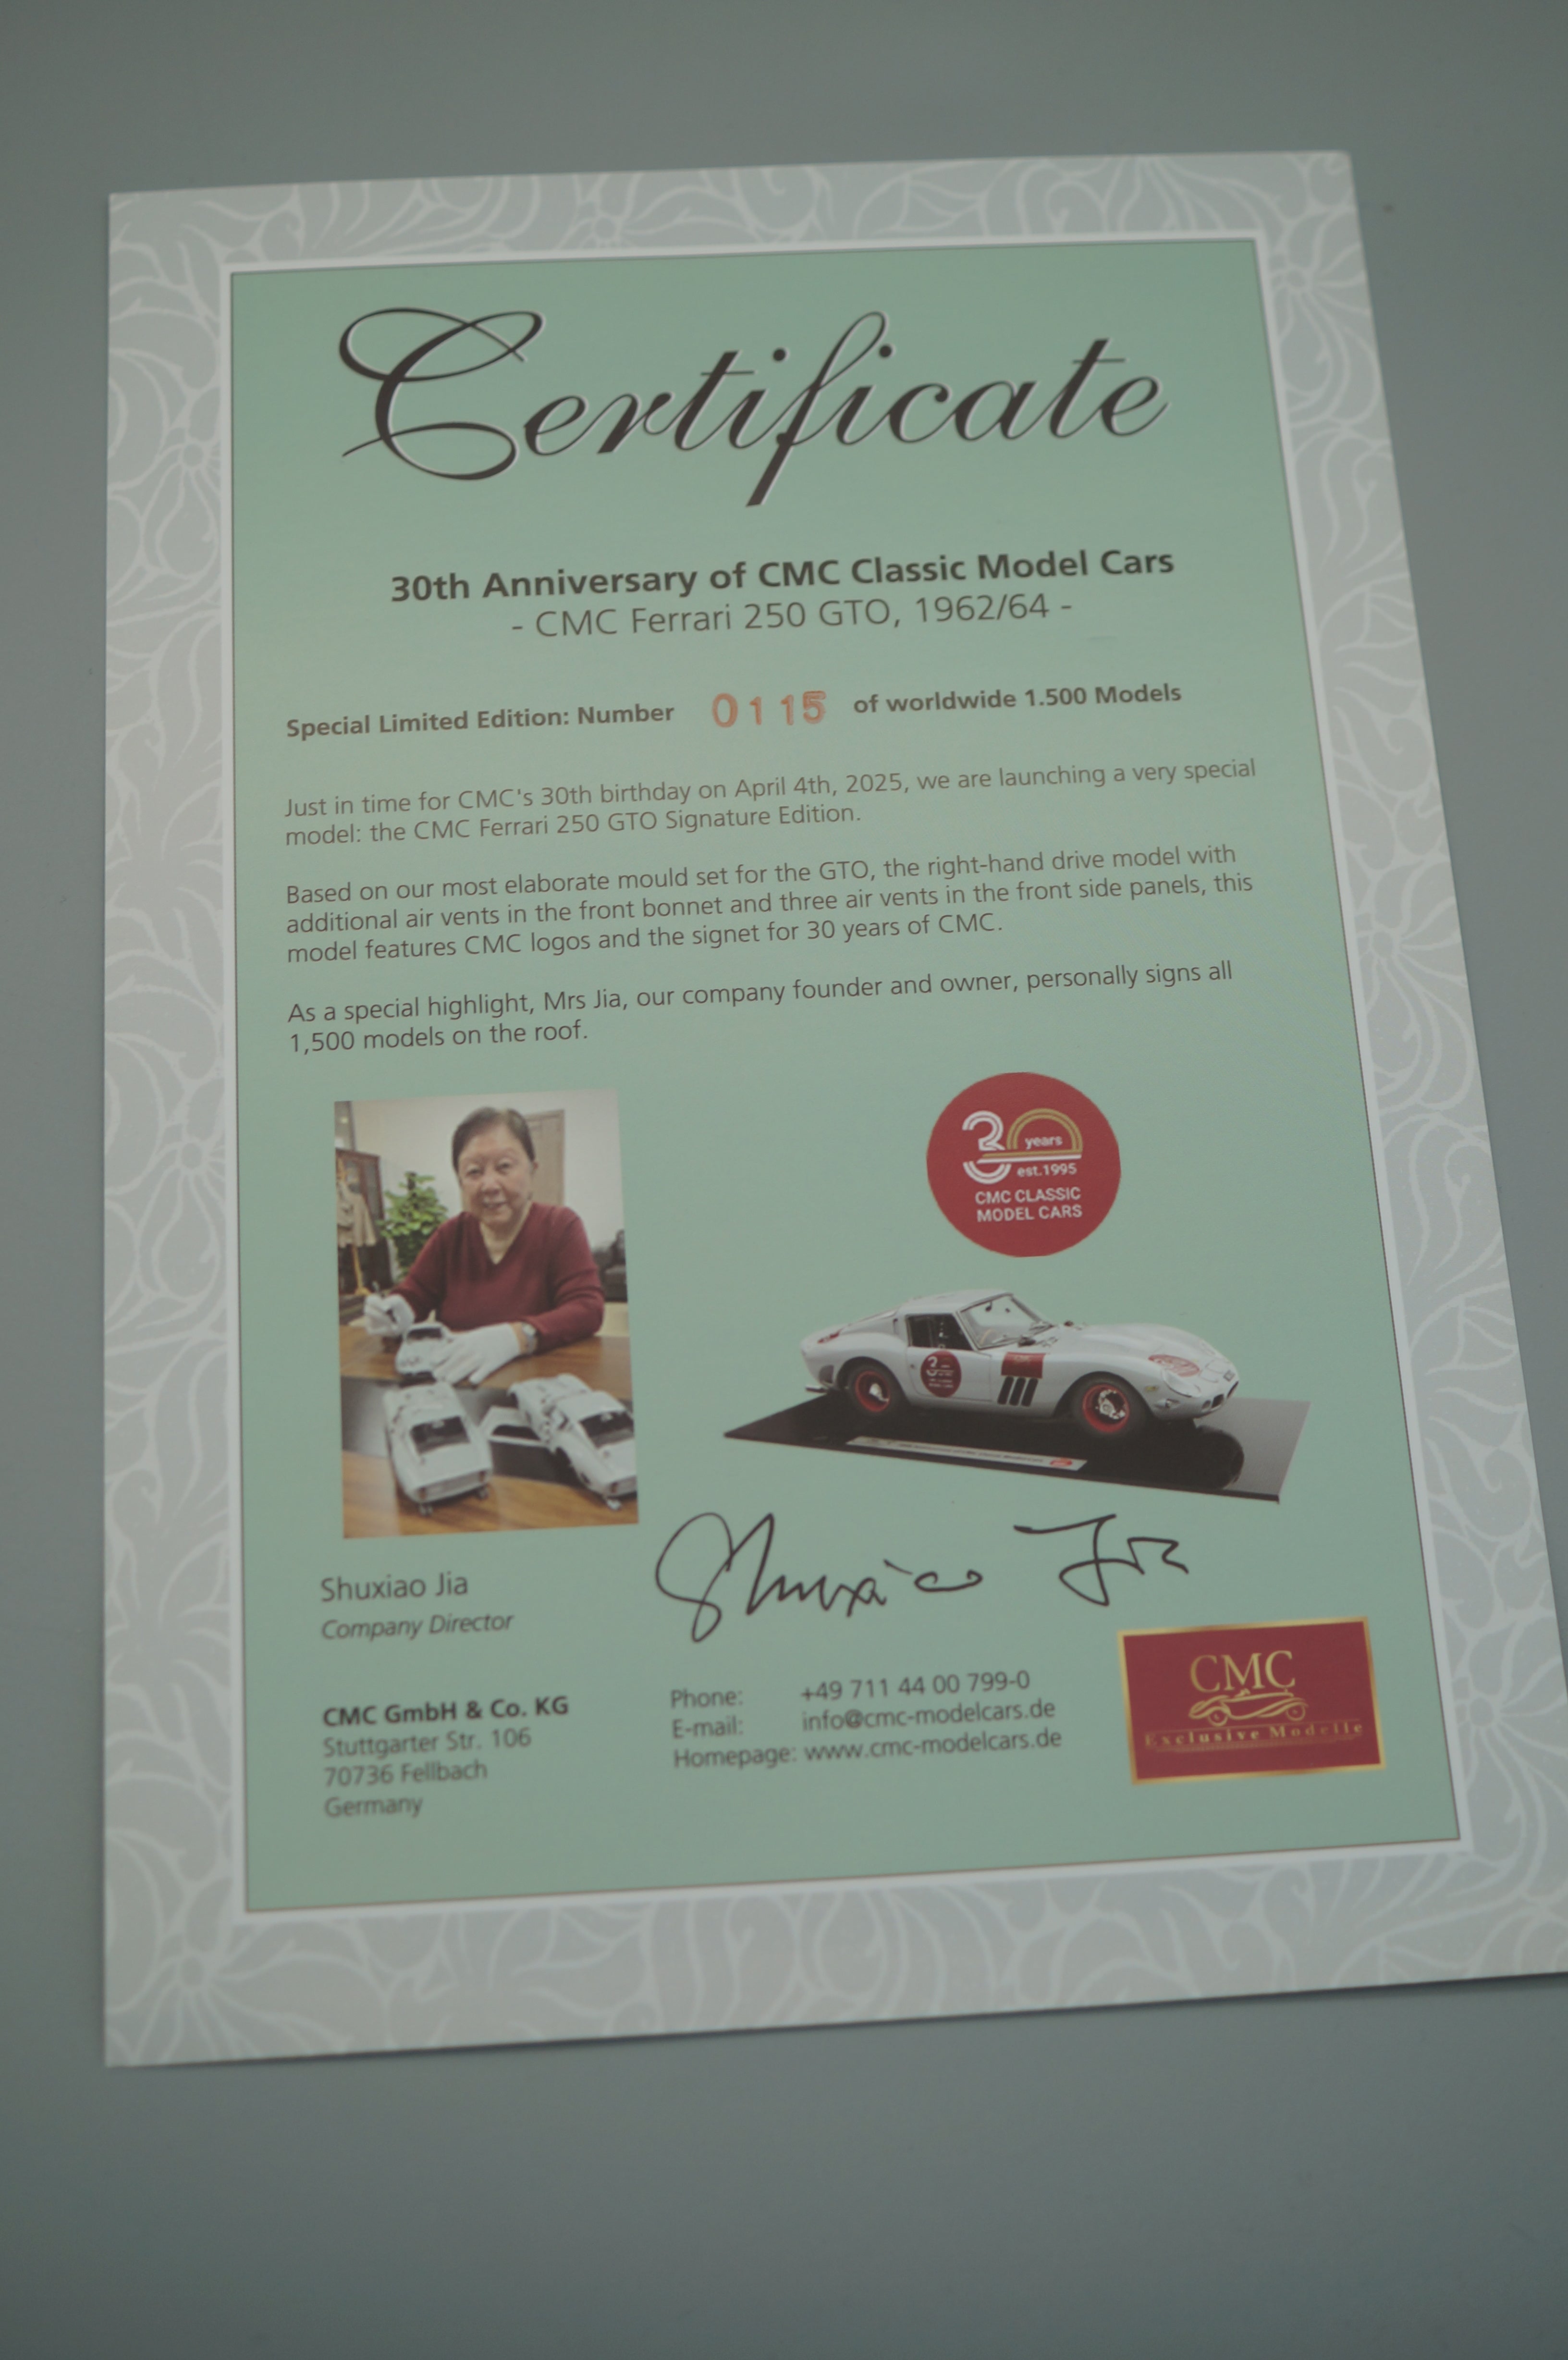 Certificate
30th Anniversary of CMC Classic Model Cars
- CMC Ferrari 250 GTO, 1962/64 -
Special Limited Edition: Number 0115 of worldwide 1.500 Models
Just in time for CMC's 30th birthday on April 4th, 2025, we are launching a very special
model: the CMC Ferrari 250 GTO Signature Edition.
Based on our most elaborate mould set for the GTO, the right-hand drive model with
additional air vents in the front bonnet and three air vents in the front side panels, this
model features CMC logos and the signet for 30 years of CMC.
As a special highlight, Mrs Jia, our company founder and owner, personally signs all
1,500 models on the roof.
30 years
est.1995
CMC CLASSIC
MODEL CARS
Shuxiao Jia
Shuxiao Jia
Company Director
CMC GmbH & Co. KG
Stuttgarter Str. 106
70736 Fellbach
Germany
Phone: +49 711 44 00 799-0
E-mail: info@cmc-modelcars.de
Homepage: www.cmc-modelcars.de
CMC
Exclusive Modelle